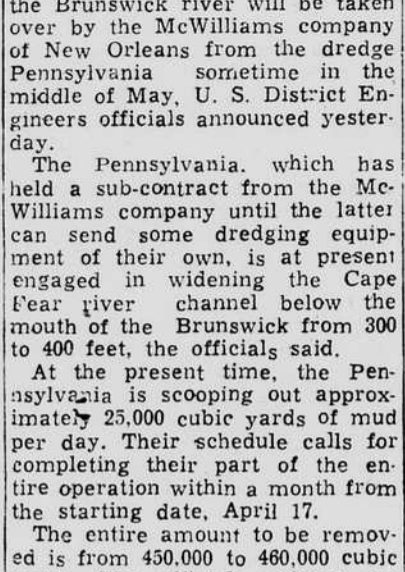 the Brunswick river will be taken
over by the McWilliams company
of New Orleans from the dredge
Pennsylvania sometime in the
middle of May, U. S. District En-
gineers officials announced yester-
day.
The Pennsylvania. which has
held a sub-contract from the Mc-
Williams company until the latter
can send some dredging equip-
ment of their own, is at present
engaged in widening the Cape
Fear river channel below the
mouth of the Brunswick from 300
to 400 feet, the officials said.
At the present time, the Pen-
nsylvania is scooping out approx-
imately 25,000 cubic yards of mud
per day. Their schedule calls for
completing their part of the en-
tire operation within a month from
the starting date, April 17.
The entire amount to be remov-
ed is from 450,000 to 460,000 cubic